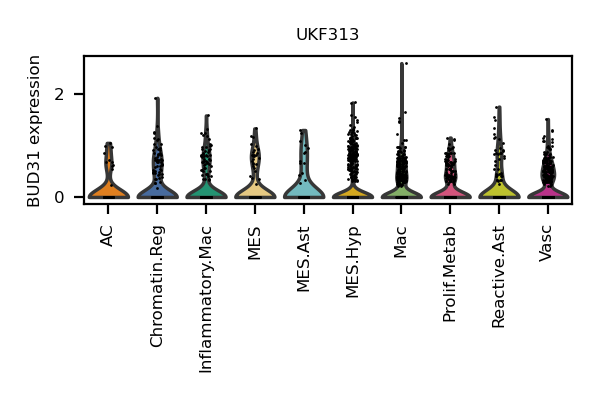 UKF313
BUD31 expression
2
0
AC
Chromatin.Reg
Inflammatory.Mac
MES
MES.Ast
MES.Hyp
Mac
Prolif.Metab
Reactive.Ast
Vasc